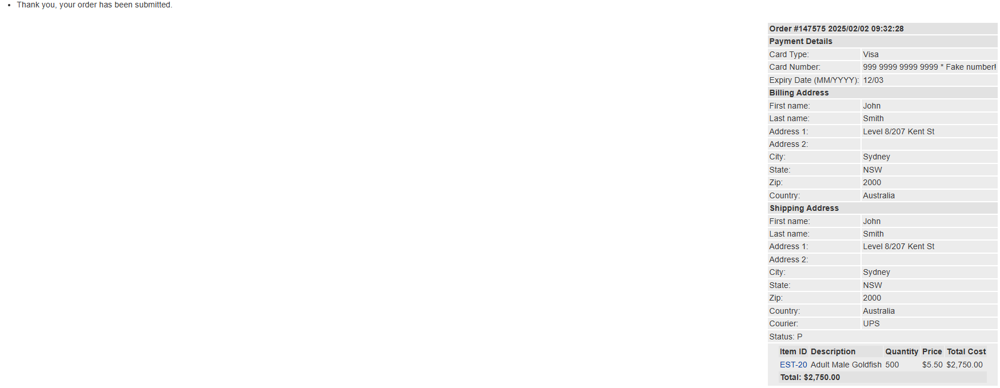 Thank you, your order has been submitted.
Order #147575 2025/02/02 09:32:28
Payment Details
Card Type: Visa
Card Number: 999 9999 9999 9999 * Fake number!
Expiry Date (MM/YYYY): 12/03
Billing Address
First name: John
Last name: Smith
Address 1: Level 8/207 Kent St
Address 2:
City: Sydney
State: NSW
Zip: 2000
Country: Australia
Shipping Address
First name: John
Last name: Smith
Address 1: Level 8/207 Kent St
Address 2:
City: Sydney
State: NSW
Zip: 2000
Country: Australia
Courier: UPS
Status: P
Item ID Description Quantity Price Total Cost
EST-20 Adult Male Goldfish 500 $5.50 $2,750.00
Total: $2,750.00